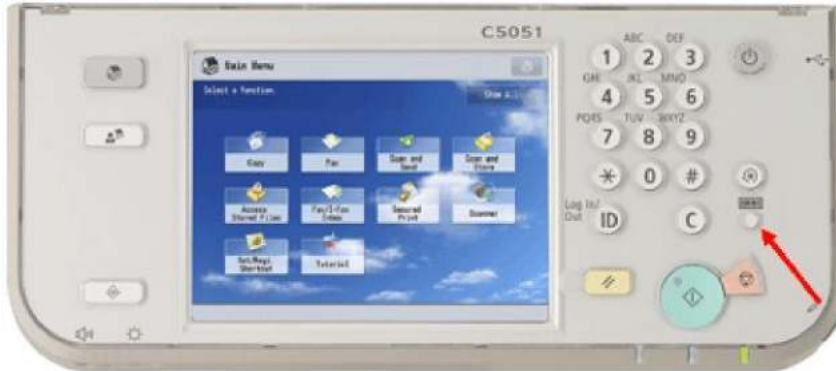 C5051
Main Menu
Select a function.
Show All
Copy
Fax
Scan and Send
Scan and Store
Access Stored Files
Fax/I-Fax Inbox
Secured Print
Scanner
Set/Regi. Shortcut
Tutorial
ABC DEF
1 2 3
GHI JKL MNO
4 5 6
PQRS TUV WXYZ
7 8 9
* 0 #
Log In/
Out ID C